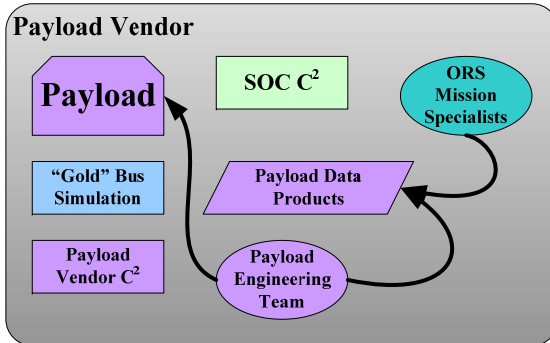 Payload Vendor
Payload
SOC C²
ORS
Mission
Specialists
“Gold” Bus
Simulation
Payload Data
Products
Payload
Vendor C²
Payload
Engineering
Team